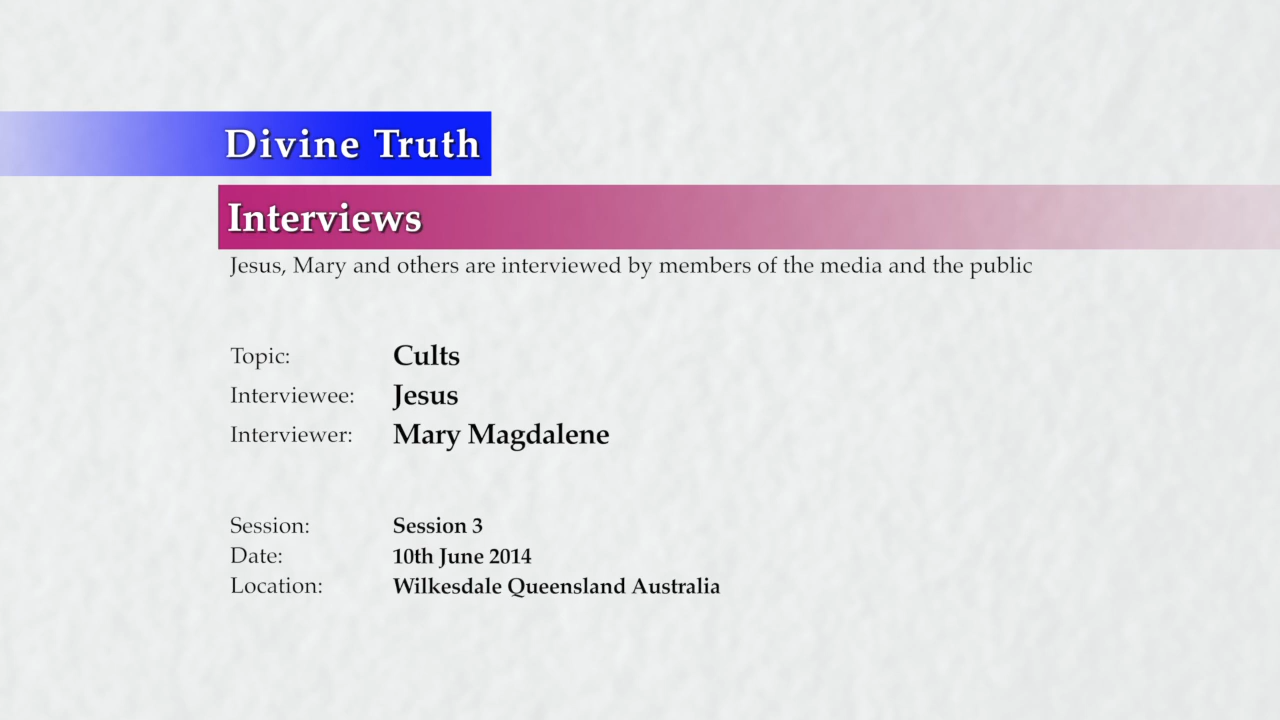 Divine Truth
Interviews
Jesus, Mary and others are interviewed by members of the media and the public
Topic: Cults
Interviewee: Jesus
Interviewer: Mary Magdalene
Session: Session 3
Date: 10th June 2014
Location: Wilkesdale Queensland Australia